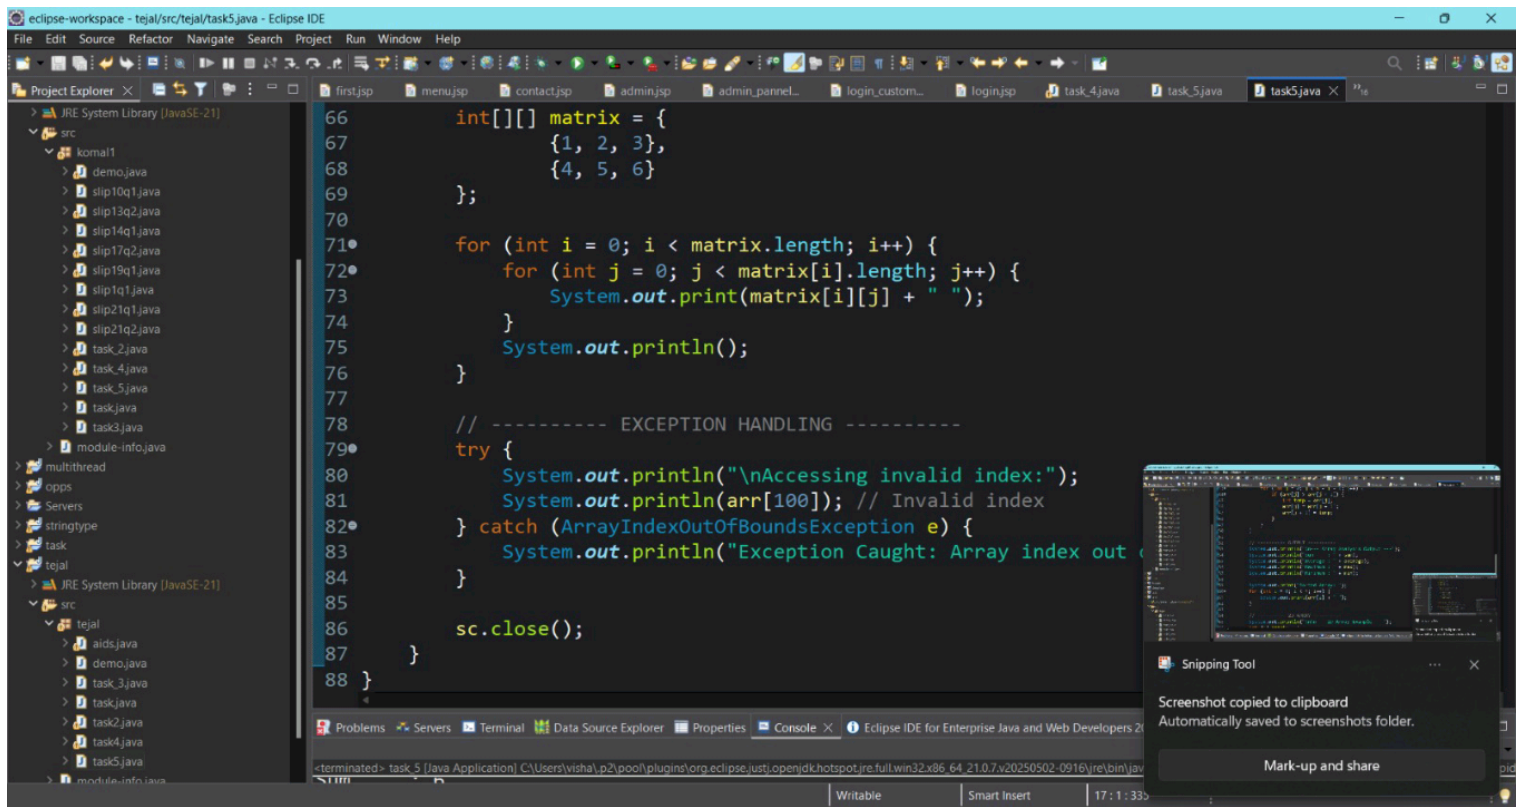 eclipse-workspace - tejal/src/tejal/task5.java - Eclipse IDE
File Edit Source Refactor Navigate Search Project Run Window Help
Project Explorer
first.jsp menu.jsp contact.jsp admin.jsp admin_pannel... login_custom... login.jsp task_4.java task_5.java task5.java
JRE System Library [JavaSE-21]
src
komal1
demo.java
slip10q1.java
slip13q2.java
slip14q1.java
slip17q2.java
slip19q1.java
slip1q1.java
slip21q1.java
slip21q2.java
task_2.java
task_4.java
task_5.java
task.java
task3.java
module-info.java
multithread
opps
Servers
stringtype
task
tejal
JRE System Library [JavaSE-21]
src
tejal
aids.java
demo.java
task_3.java
task.java
task2.java
task4.java
task5.java
module-info.java
66 int[][] matrix = {
67 {1, 2, 3},
68 {4, 5, 6}
69 };
70
71 for (int i = 0; i < matrix.length; i++) {
72 for (int j = 0; j < matrix[i].length; j++) {
73 System.out.print(matrix[i][j] + " ");
74 }
75 System.out.println();
76 }
77
78 // ---------- EXCEPTION HANDLING ----------
79 try {
80 System.out.println("\nAccessing invalid index:");
81 System.out.println(arr[100]); // Invalid index
82 } catch (ArrayIndexOutOfBoundsException e) {
83 System.out.println("Exception Caught: Array index out
84 }
85
86 sc.close();
87 }
88 }
Problems Servers Terminal Data Source Explorer Properties Console Eclipse IDE for Enterprise Java and Web Developers
<terminated> task_5 [Java Application] C:\Users\visha\.p2\pool\plugins\org.eclipse.justj.openjdk.hotspot.jre.full.win32.x86_64_21.0.7.v20250502-0916\jre\bin\jav
Writable Smart Insert 17 : 1 : 335
Snipping Tool
Screenshot copied to clipboard
Automatically saved to screenshots folder.
Mark-up and share